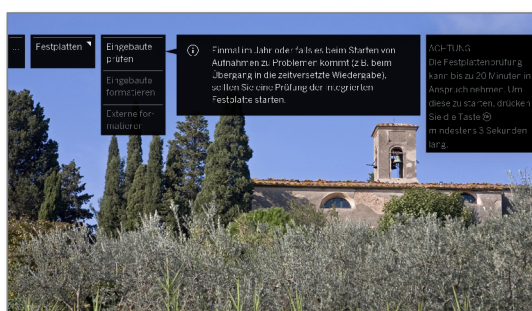 ...
Festplatten
Eingebaute
prüfen
Eingebaute
formatieren
Externe for-
matieren
Einmal im Jahr oder falls es beim Starten von
Aufnahmen zu Problemen kommt (z.B. beim
Übergang in die zeitversetzte Wiedergabe),
sollten Sie eine Prüfung der integrierten
Festplatte starten.
ACHTUNG
Die Festplattenprüfung
kann bis zu 20 Minuten in
Anspruch nehmen. Um
diese zu starten, drücken
Sie die Taste
mindestens 3 Sekunden
lang.